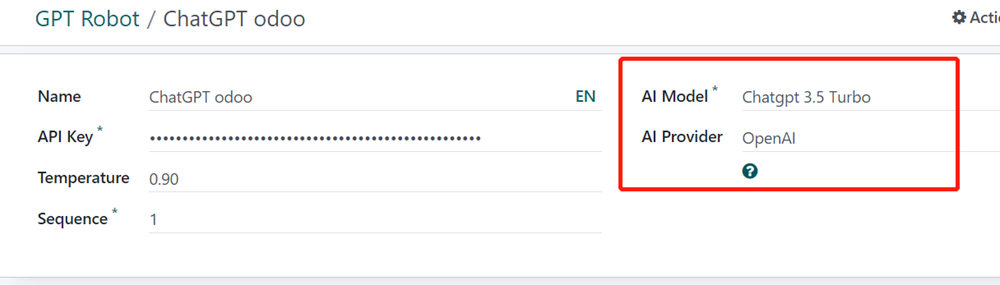 GPT Robot / ChatGPT odoo
Acti
Name ChatGPT odoo EN
API Key * ••••••••••••••••••••••••••••••••••••••••••••••••••
Temperature 0.90
Sequence * 1
AI Model * Chatgpt 3.5 Turbo
AI Provider OpenAI
?